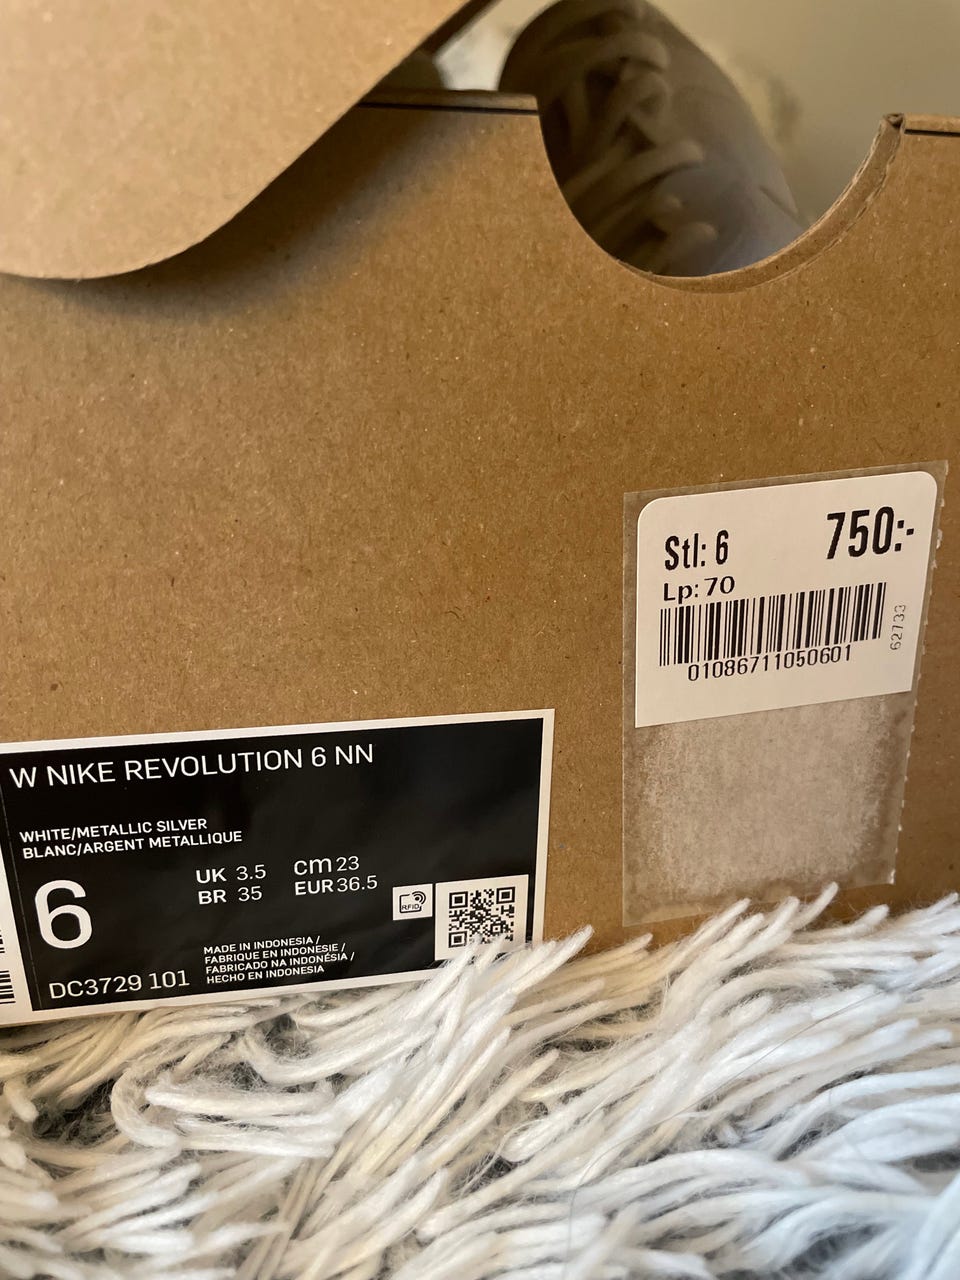 Stl: 6 750:-
Lp: 70
01086711050601
62733
W NIKE REVOLUTION 6 NN
WHITE/METALLIC SILVER
BLANC/ARGENT METALLIQUE
6
UK 3.5 cm 23
BR 35 EUR 36.5
RFID
MADE IN INDONESIA /
FABRIQUE EN INDONESIE /
FABRICADO NA INDONÉSIA /
HECHO EN INDONESIA
DC3729 101